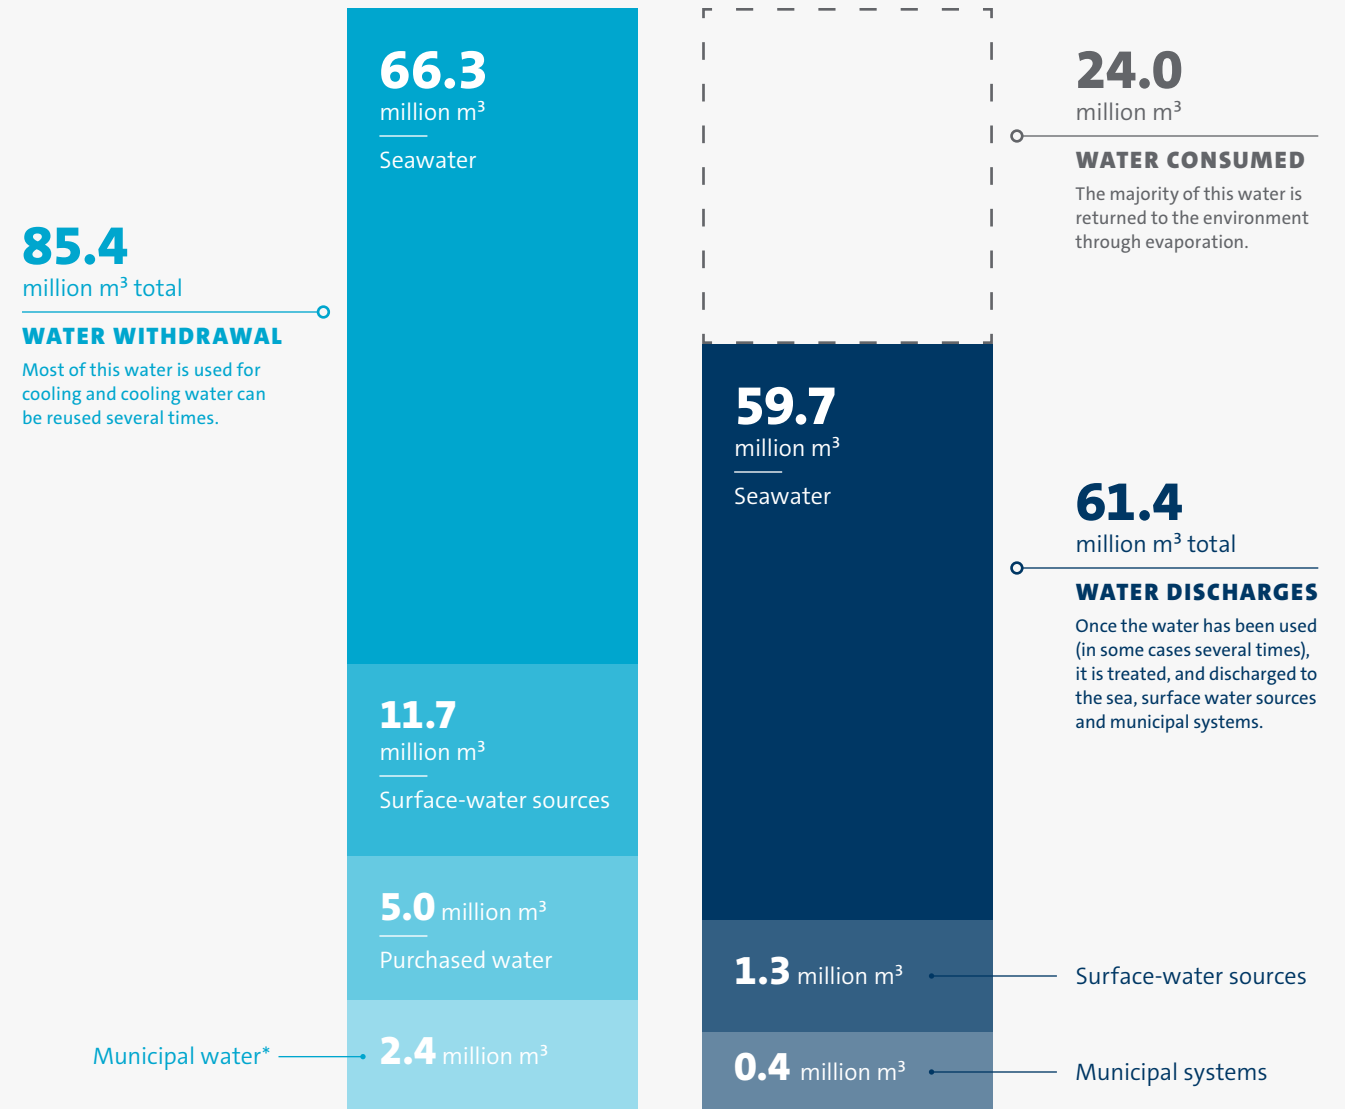 85.4
million m³ total
WATER WITHDRAWAL
Most of this water is used for
cooling and cooling water can
be reused several times.
66.3
million m³
Seawater
11.7
million m³
Surface-water sources
5.0 million m³
Purchased water
Municipal water*
2.4 million m³
24.0
million m³
WATER CONSUMED
The majority of this water is
returned to the environment
through evaporation.
59.7
million m³
Seawater
61.4
million m³ total
WATER DISCHARGES
Once the water has been used
(in some cases several times),
it is treated, and discharged to
the sea, surface water sources
and municipal systems.
1.3 million m³
Surface-water sources
0.4 million m³
Municipal systems